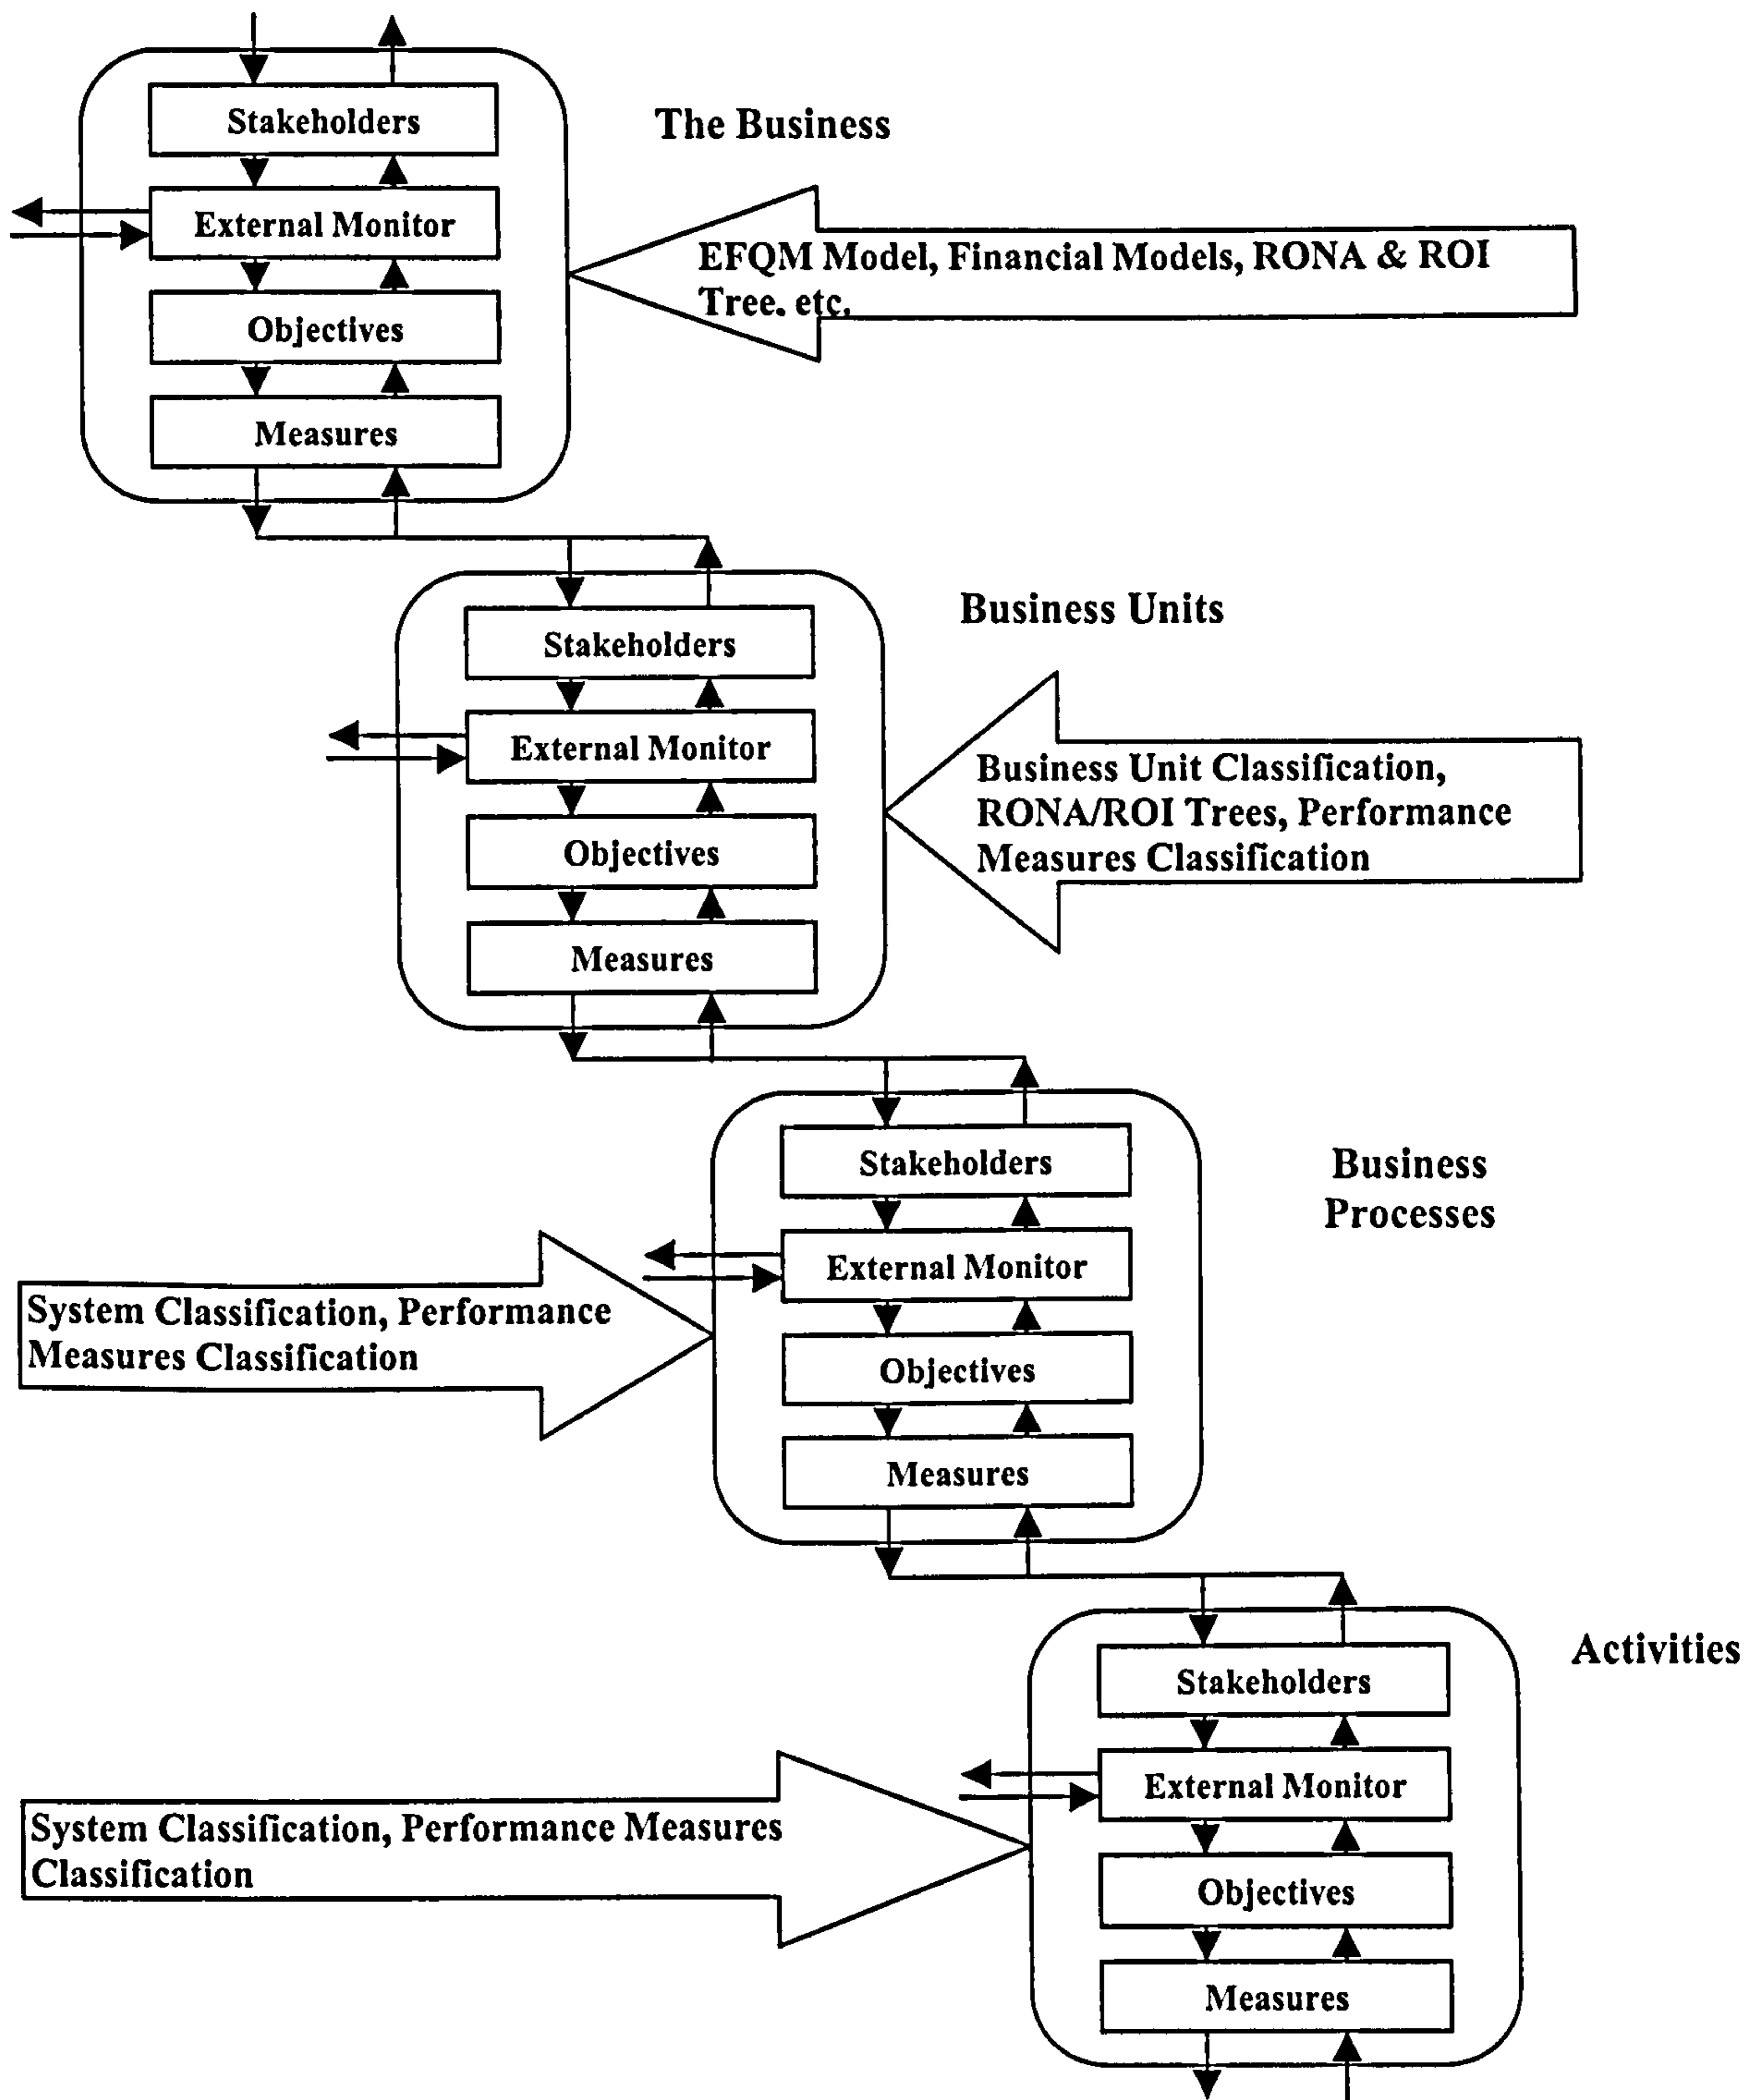 Stakeholders
The Business
External Monitor
EFQM Model, Financial Models, RONA & ROI
Tree. etc.
Objectives
Measures
Business Units
Stakeholders
External Monitor
Business Unit Classification,
RONA/ROI Trees, Performance
Measures Classification
Objectives
Measures
Business
Processes
Stakeholders
External Monitor
System Classification, Performance
Measures Classification
Objectives
Measures
Activities
Stakeholders
External Monitor
System Classification, Performance Measures
Classification
Objectives
Measures